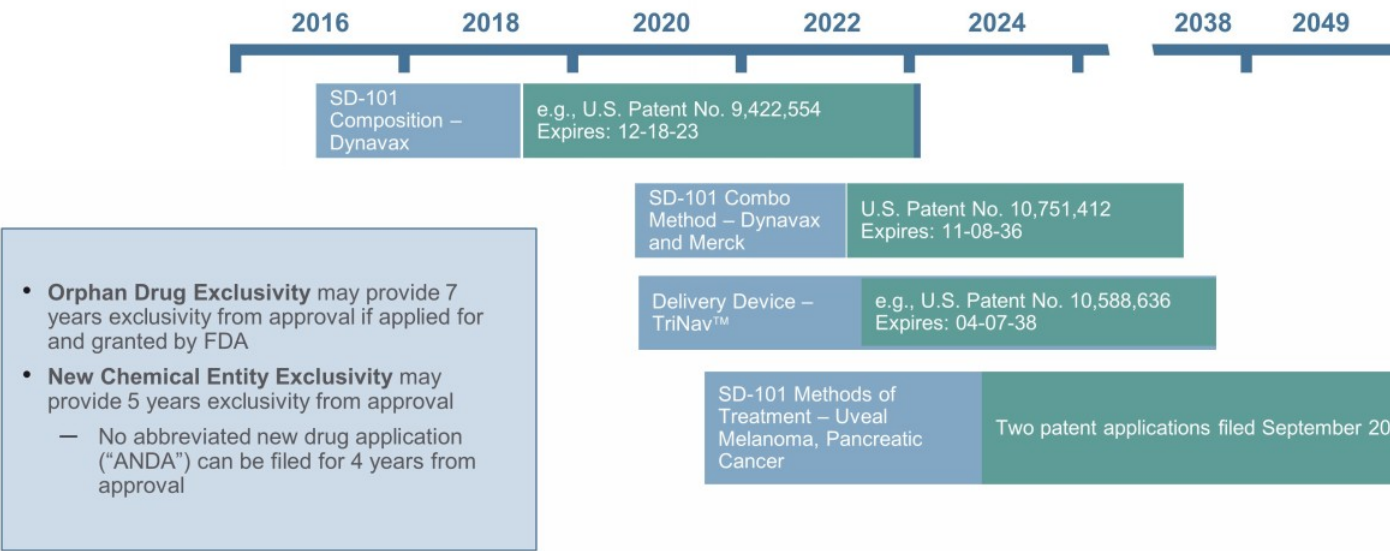 2016 2018 2020 2022 2024 2038 2049
SD-101
Composition –
Dynavax
e.g., U.S. Patent No. 9,422,554
Expires: 12-18-23
SD-101 Combo
Method – Dynavax
and Merck
U.S. Patent No. 10,751,412
Expires: 11-08-36
Delivery Device –
TriNav™
e.g., U.S. Patent No. 10,588,636
Expires: 04-07-38
SD-101 Methods of
Treatment – Uveal
Melanoma, Pancreatic
Cancer
Two patent applications filed September 20
• Orphan Drug Exclusivity may provide 7
years exclusivity from approval if applied for
and granted by FDA
• New Chemical Entity Exclusivity may
provide 5 years exclusivity from approval
— No abbreviated new drug application
(“ANDA”) can be filed for 4 years from
approval